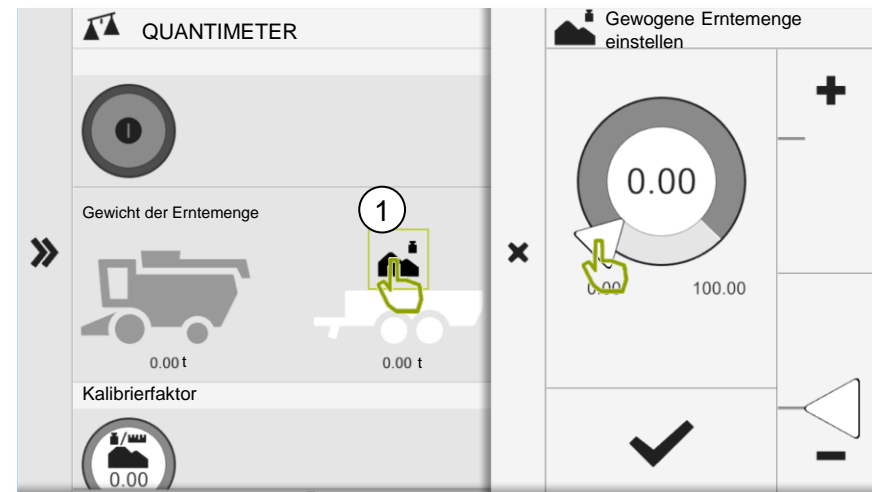 QUANTIMETER
Gewicht der Erntemenge
1
0.00 t
0.00 t
Kalibrierfaktor
0.00
Gewogene Erntemenge
einstellen
0.00
0.00
100.00